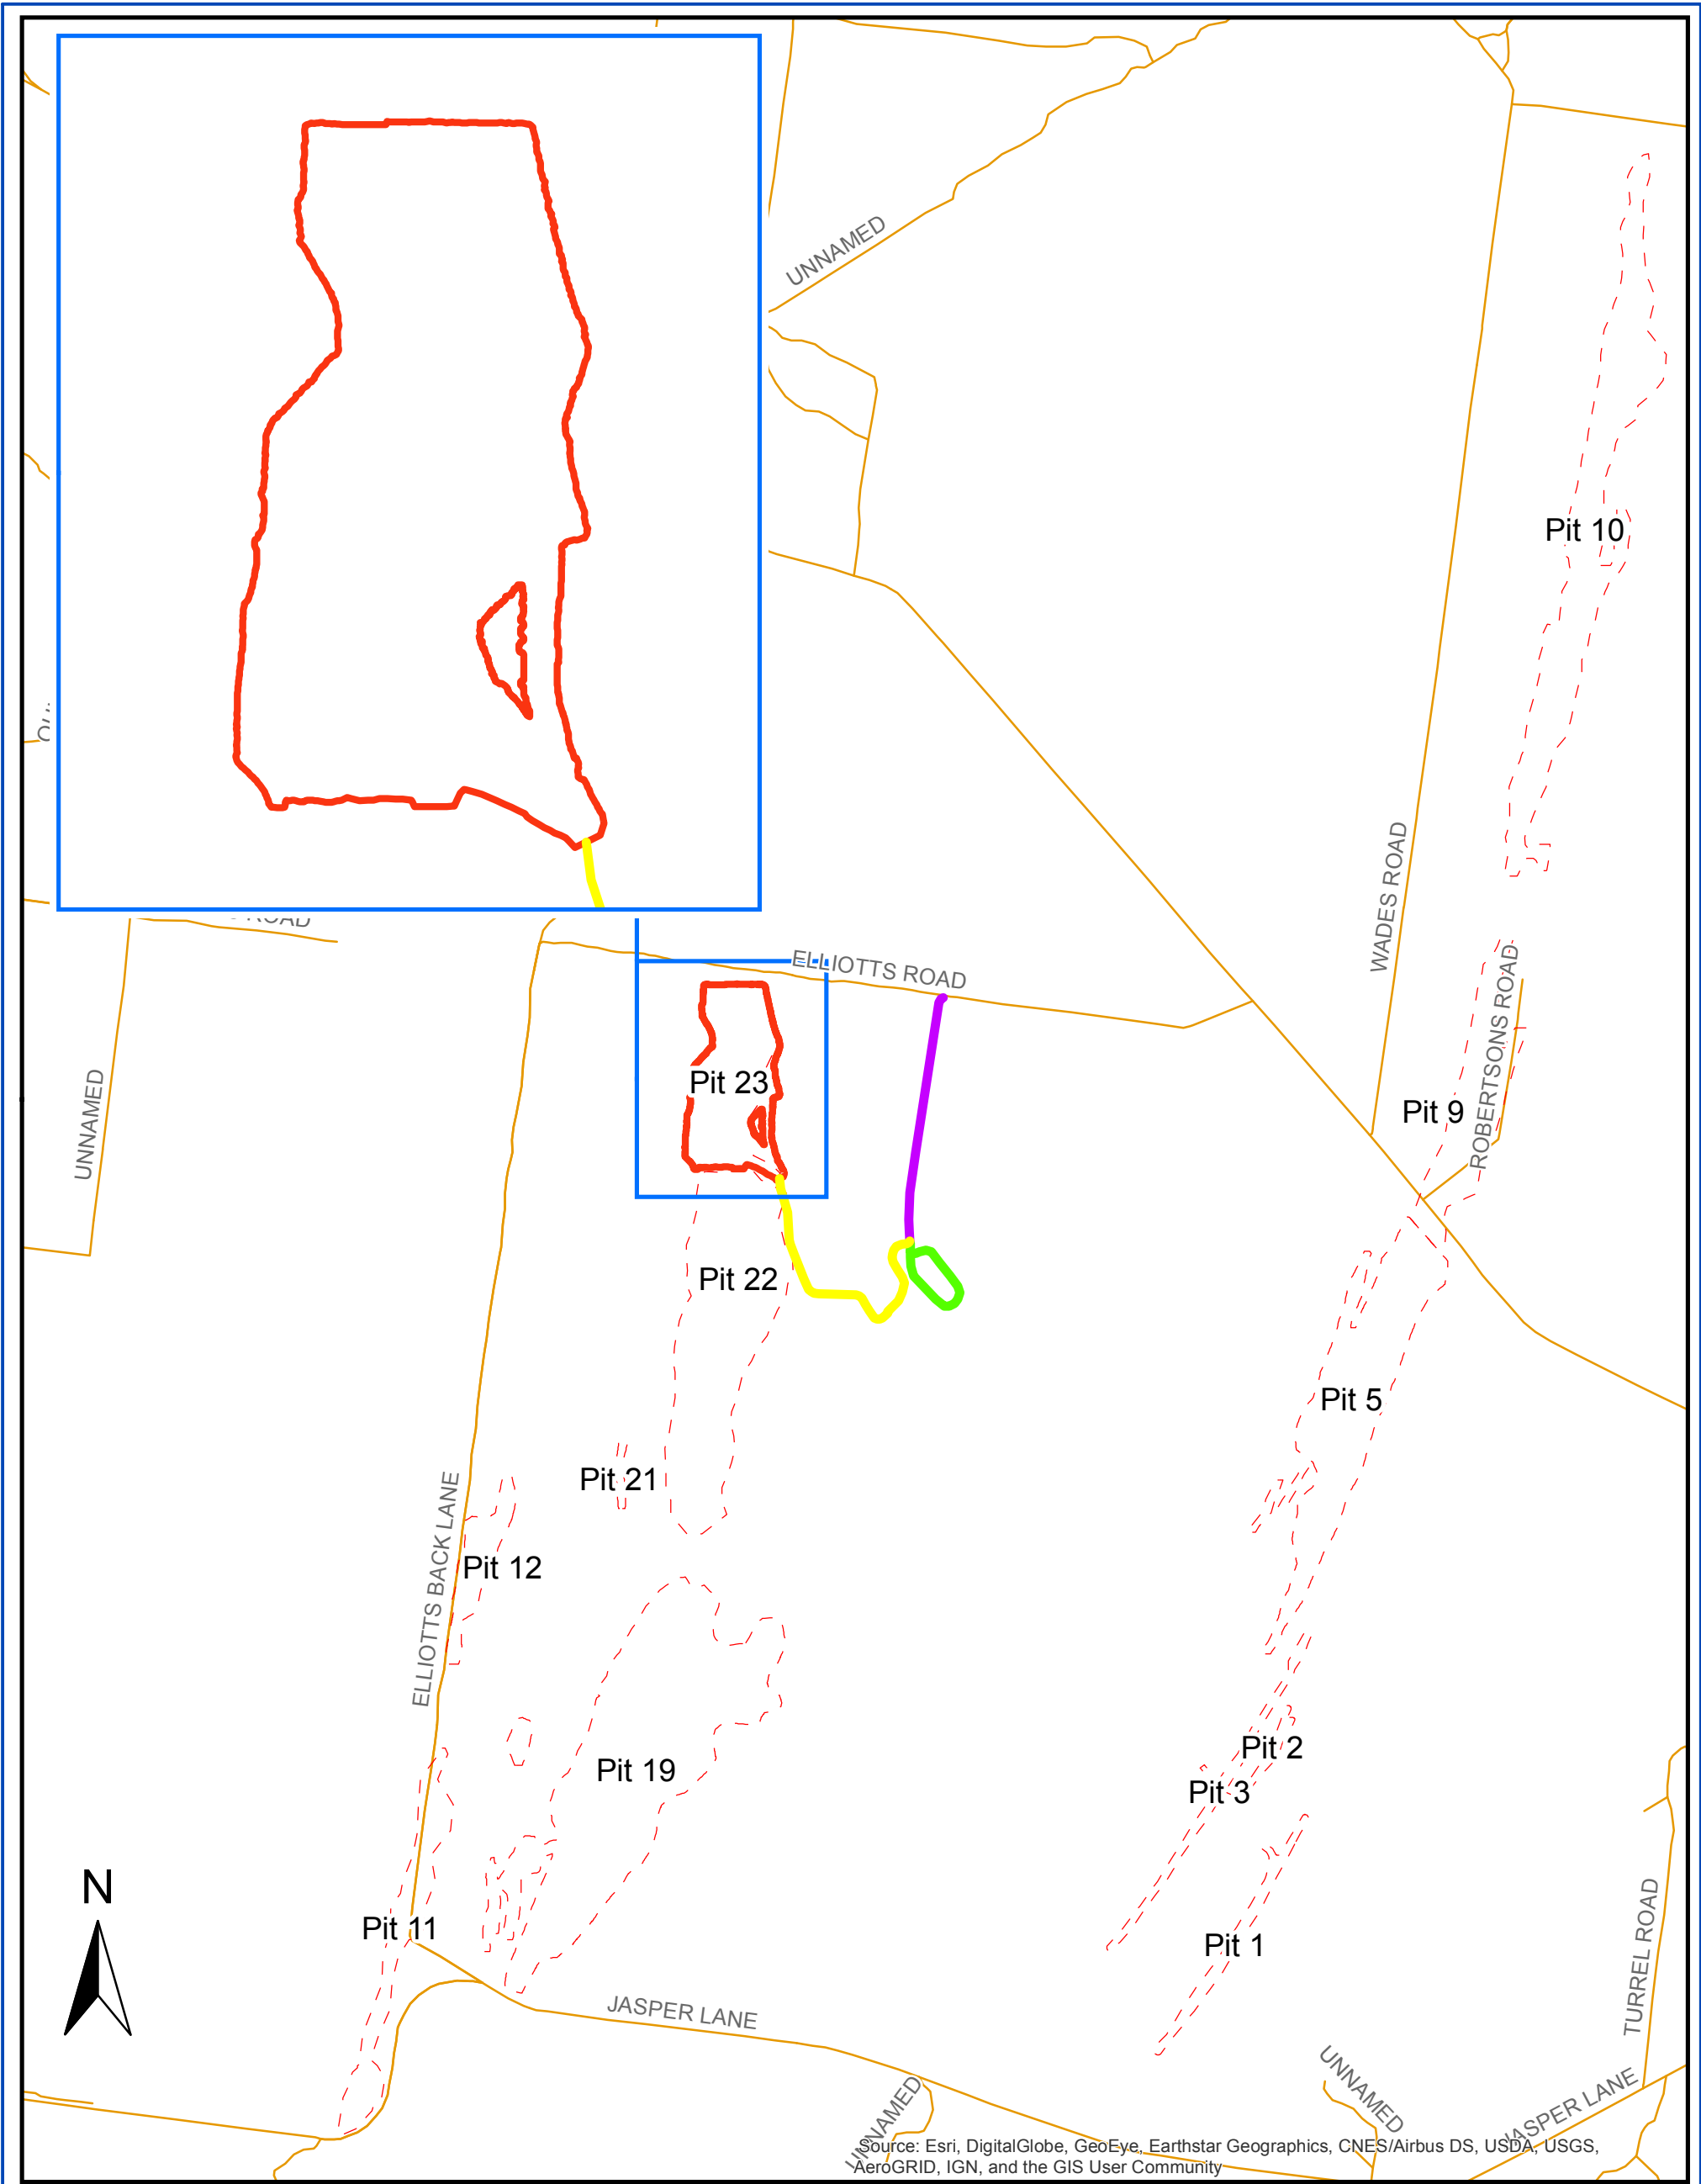 UNNAMED
Pit 10
WADES ROAD
ROAD
ELLIOTTS ROAD
ROBERTSONS ROAD
UNNAMED
Pit 23
Pit 9
Pit 22
Pit 5
Pit 21
ELLIOTTS BACK LANE
Pit 12
Pit 2
Pit 19
Pit 3
N
Pit 11
Pit 1
TURREL ROAD
JASPER LANE
UNNAMED
UNNAMED
JASPER LANE
Source: Esri, DigitalGlobe, GeoEye, Earthstar Geographics, CNES/Airbus DS, USDA, USGS,
AeroGRID, IGN, and the GIS User Community